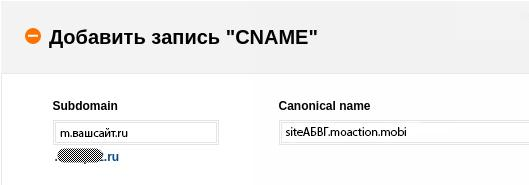 Добавить запись "CNAME"
Subdomain
Canonical name
m.вашсайт.ru
siteАБВГ.moaction.mobi
.ru